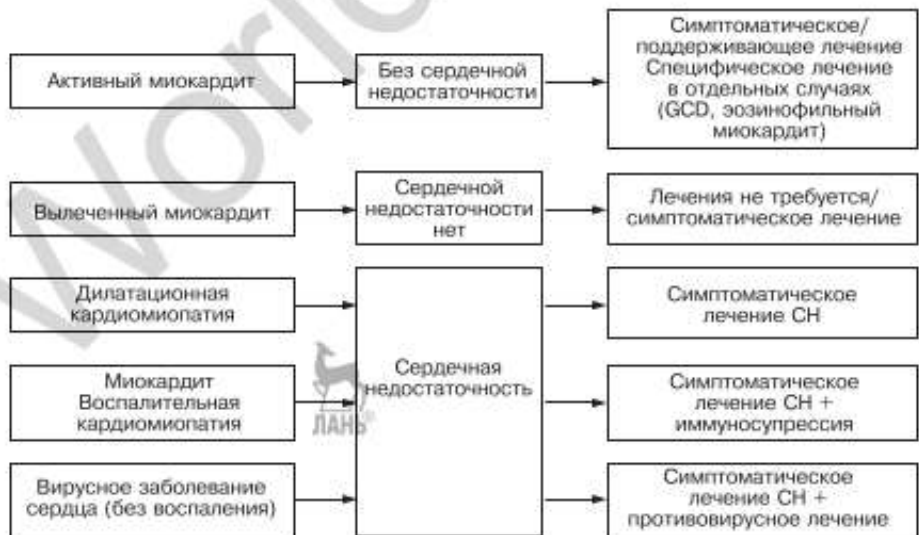 Активный миокардит
Без сердечной
недостаточности
Симптоматическое/
поддерживающее лечение
Специфическое лечение
в отдельных случаях
(GCD, эозинофильный
миокардит)
Вылеченный миокардит
Сердечной
недостаточности
нет
Лечения не требуется/
симптоматическое лечение
Дилатационная
кардиомиопатия
Сердечная
недостаточность
Симптоматическое
лечение СН
Миокардит
Воспалительная
кардиомиопатия
Симптоматическое
лечение СН +
иммуносупрессия
Вирусное заболевание
сердца (без воспаления)
Симптоматическое
лечение СН +
противовирусное лечение
ЛАНЬ®